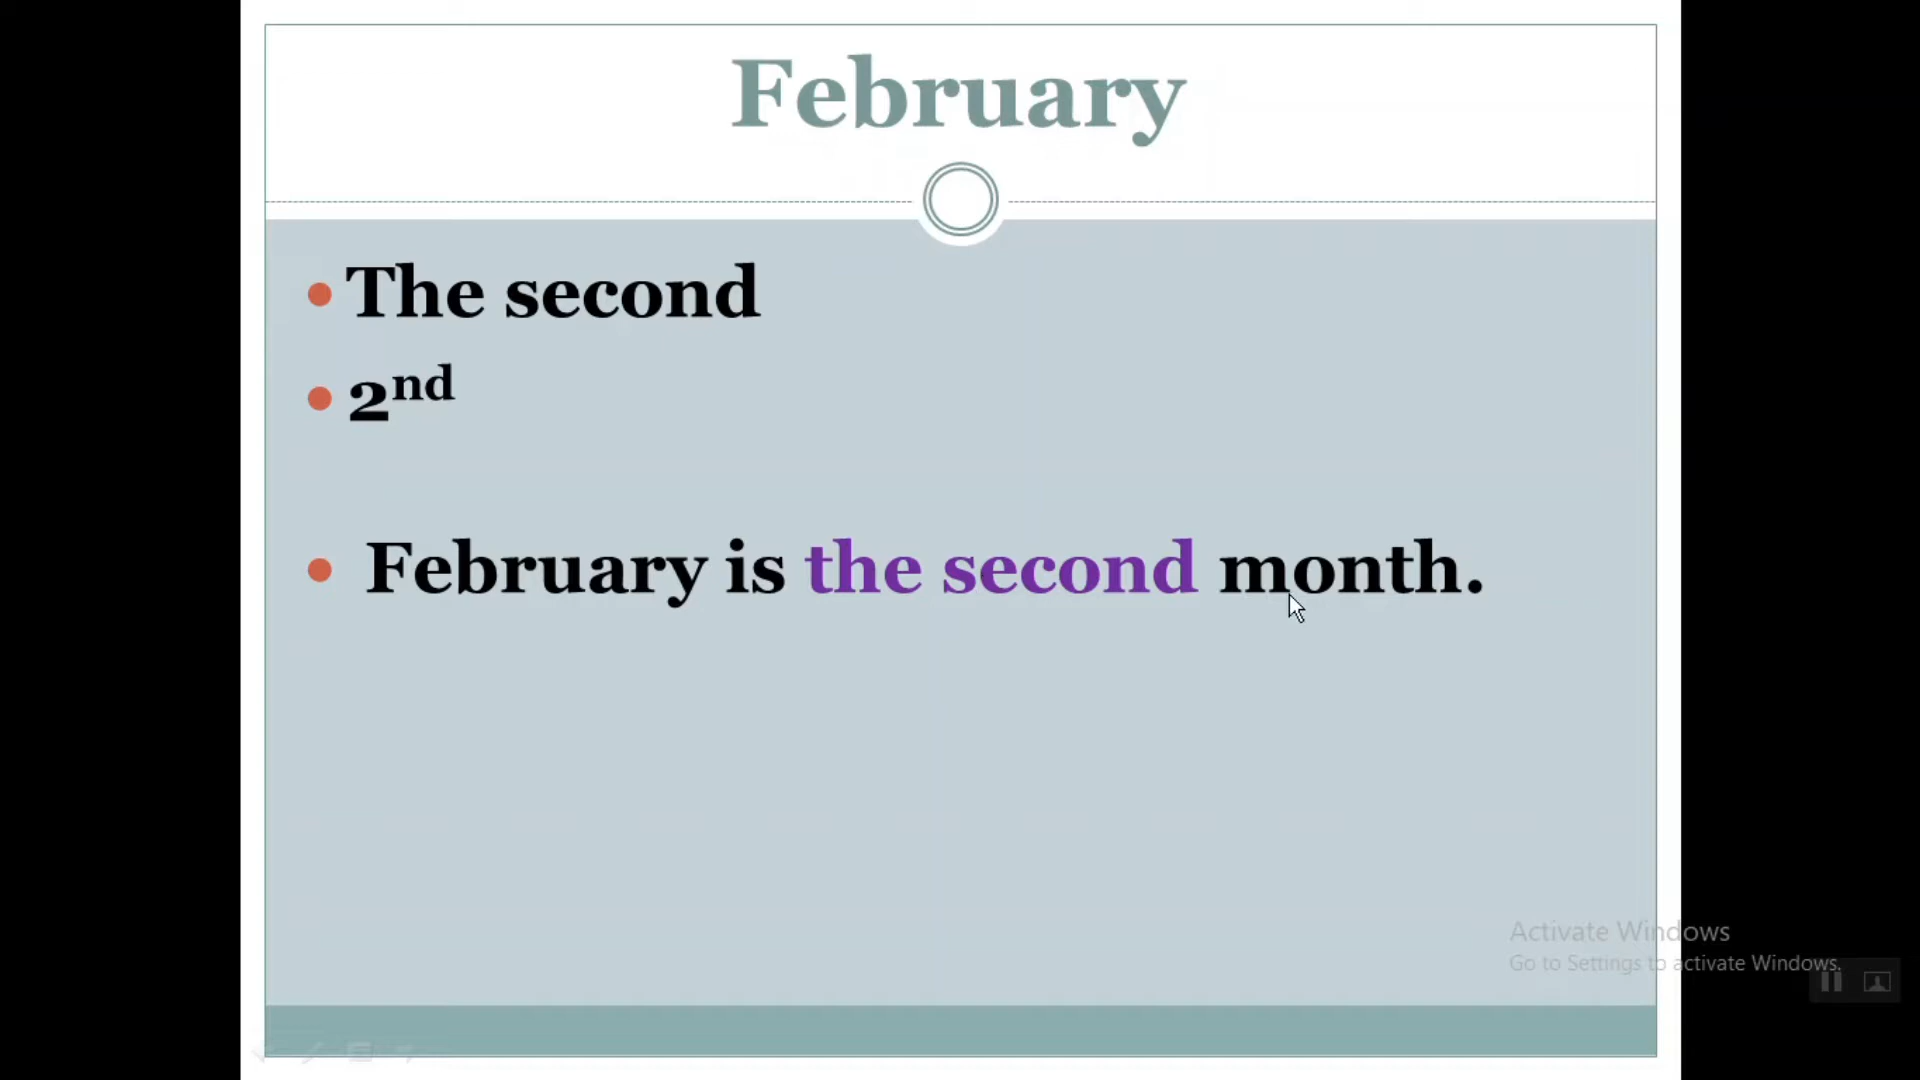 February
The second
2nd
February is the second month.
Activate Windows
Go to Settings to activate Windows.